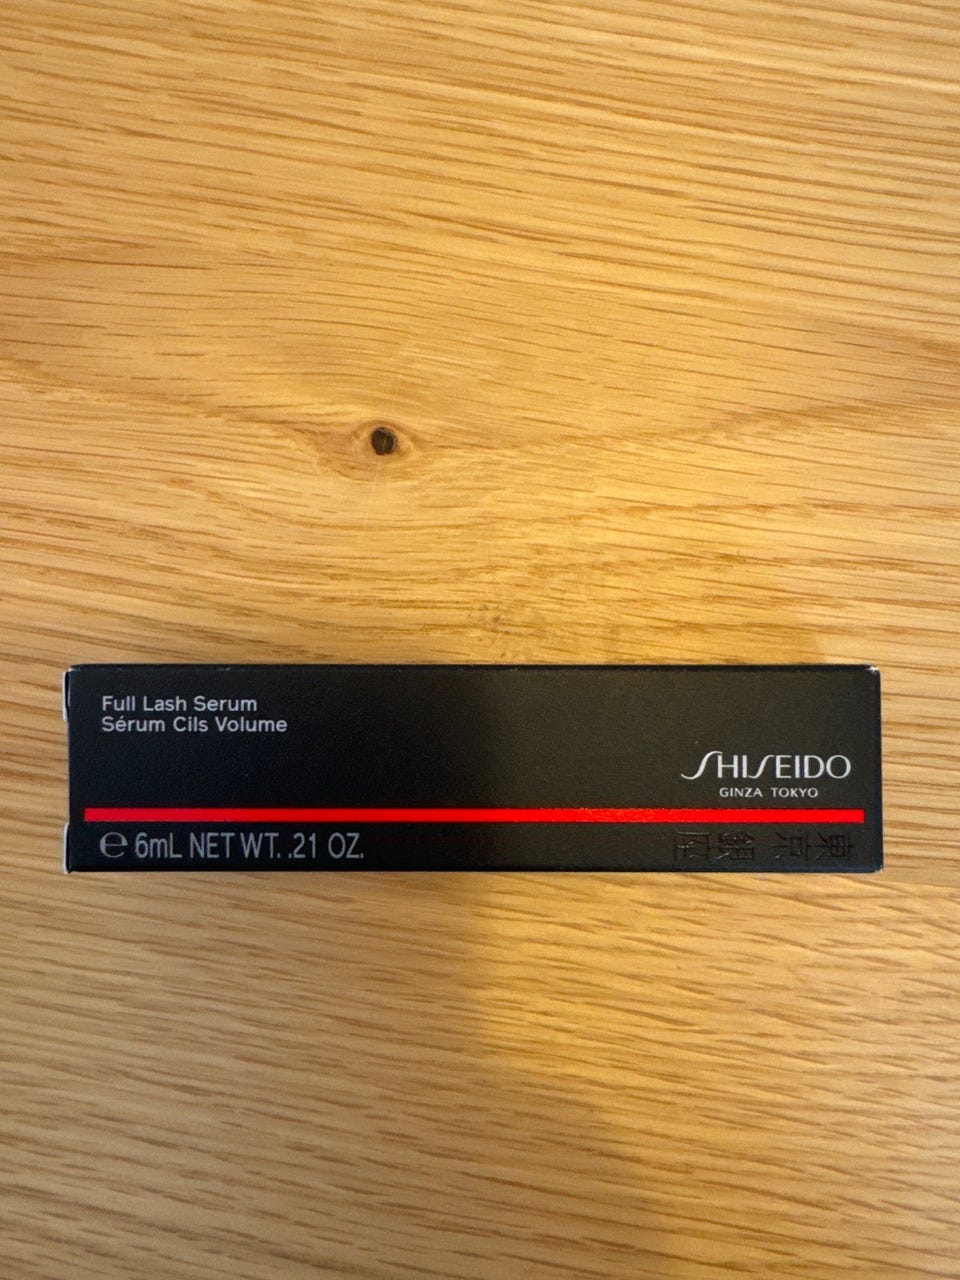 Full Lash Serum
Sérum Cils Volume
SHISEIDO
GINZA TOKYO
℮ 6mL NET WT. .21 OZ.
東京銀座